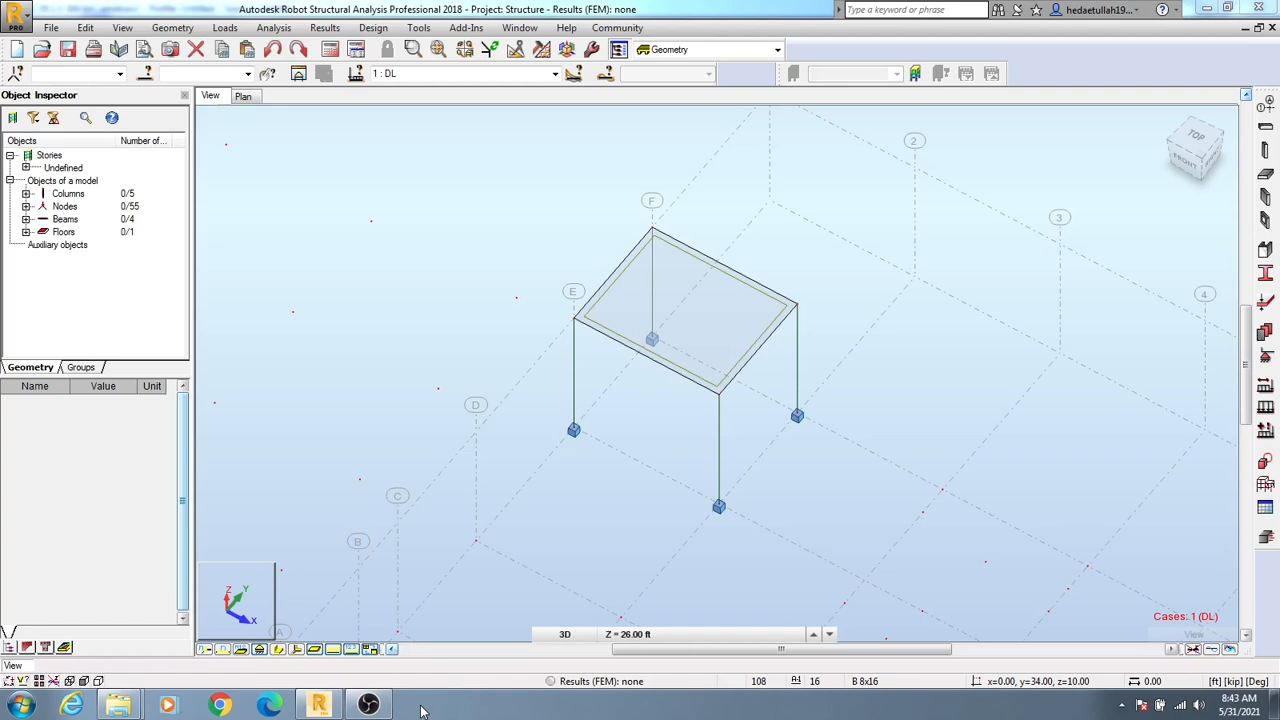 Autodesk Robot Structural Analysis Professional 2018 - Project: Structure - Results (FEM): none
Type a keyword or phrase
hedaetullah19...
PRO
File Edit View Geometry Loads Analysis Results Design Tools Add-Ins Window Help Community
Geometry
1 : DL
Object Inspector
View Plan
Objects Number of...
Stories
Undefined
Objects of a model
Columns 0/5
Nodes 0/55
Beams 0/4
Floors 0/1
Auxiliary objects
Geometry Groups
Name Value Unit
TOP
FRONT
2
3
4
F
E
D
C
B
A
Z
Y
X
Cases: 1 (DL)
3D Z = 26.00 ft
View
View
Results (FEM): none 108 16 B 8x16 x=0.00, y=34.00, z=10.00 0.00 [ft] [kip] [Deg]
8:43 AM
5/31/2021